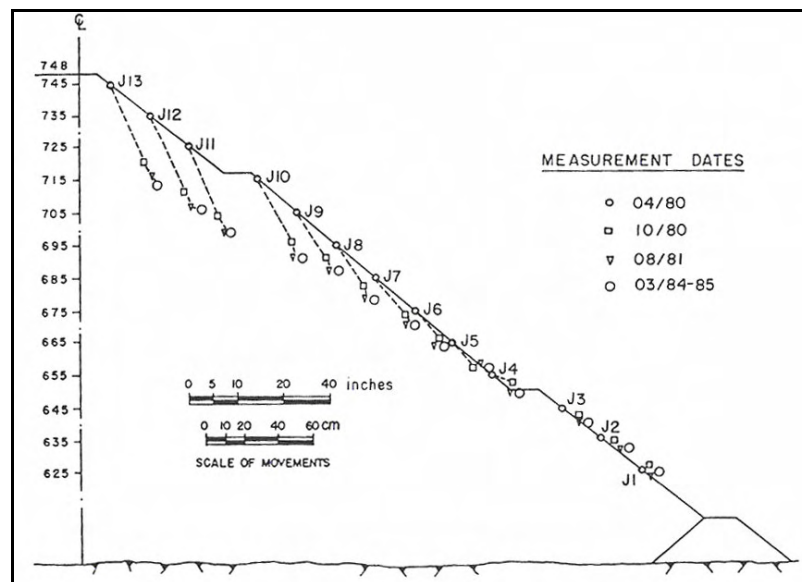 ℄
748
745
735
725
715
705
695
685
675
665
655
645
635
625
J13
J12
J11
J10
J9
J8
J7
J6
J5
J4
J3
J2
J1
MEASUREMENT DATES
04/80
10/80
08/81
03/84-85
0 5 10 20 40 inches
0 10 20 40 60 cm
SCALE OF MOVEMENTS